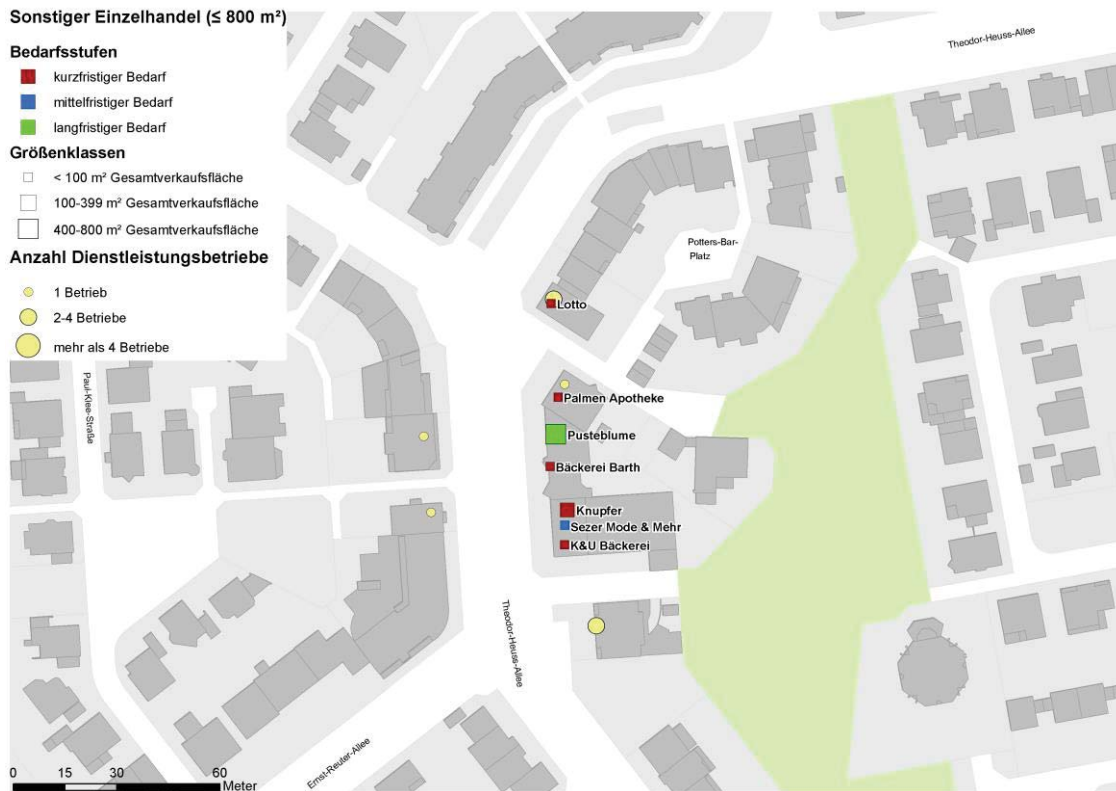 Sonstiger Einzelhandel (≤ 800 m²)
Bedarfsstufen
kurzfristiger Bedarf
mittelfristiger Bedarf
langfristiger Bedarf
Größenklassen
< 100 m² Gesamtverkaufsfläche
100-399 m² Gesamtverkaufsfläche
400-800 m² Gesamtverkaufsfläche
Anzahl Dienstleistungsbetriebe
1 Betrieb
2-4 Betriebe
mehr als 4 Betriebe
Theodor-Heuss-Allee
Potters-Bar-
Platz
Lotto
Palmen Apotheke
Pusteblume
Bäckerei Barth
Knupfer
Sezer Mode & Mehr
K&U Bäckerei
Paul-Klee-Straße
Theodor-Heuss-Allee
Ernst-Reuter-Allee
0 15 30 60
Meter